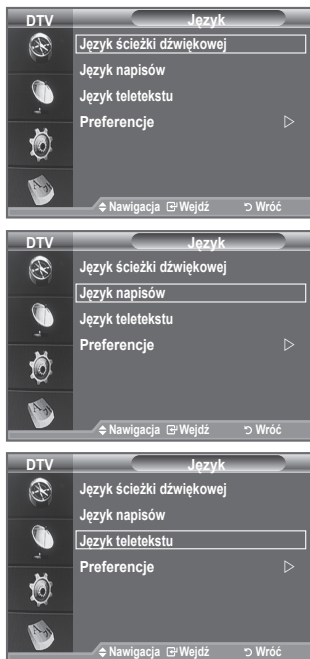 DTV Język
Język ścieżki dźwiękowej
Język napisów
Język teletekstu
Preferencje
Nawigacja Wejdź Wróć
DTV Język
Język ścieżki dźwiękowej
Język napisów
Język teletekstu
Preferencje
Nawigacja Wejdź Wróć
DTV Język
Język ścieżki dźwiękowej
Język napisów
Język teletekstu
Preferencje
Nawigacja Wejdź Wróć